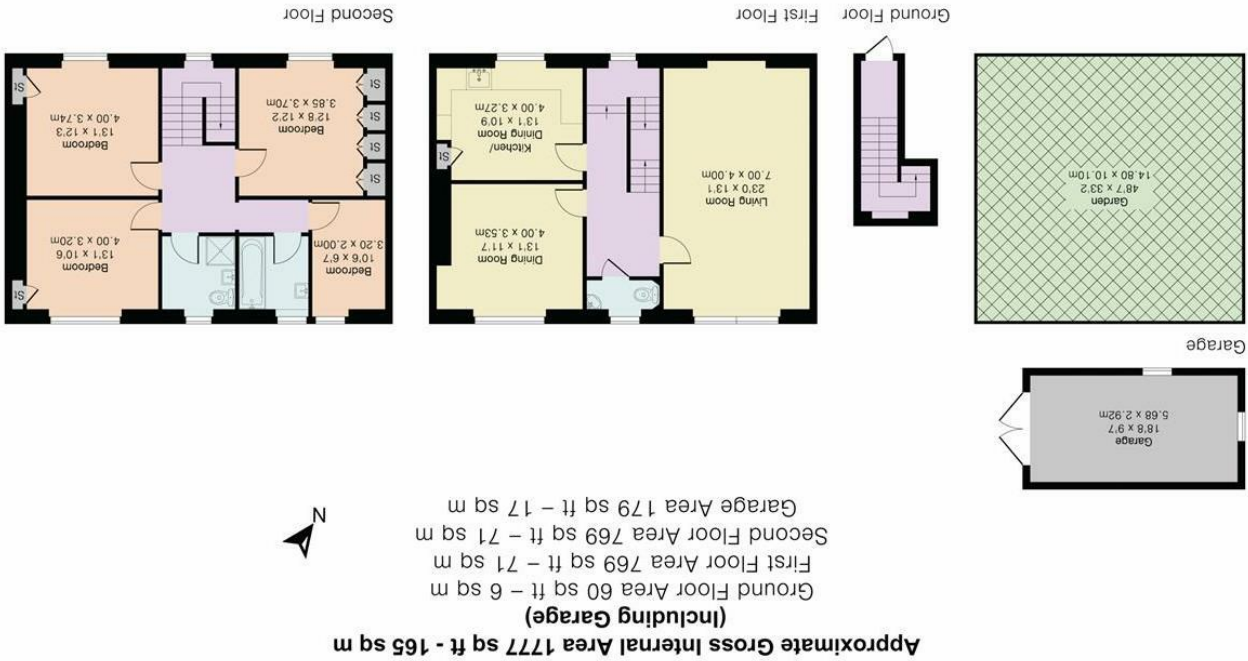 Approximate Gross Internal Area 1777 sq ft - 165 sq m
(Including Garage)
Ground Floor Area 60 sq ft – 6 sq m
First Floor Area 769 sq ft – 71 sq m
Second Floor Area 769 sq ft – 71 sq m
Garage Area 179 sq ft – 17 sq m
N
Garage
18'8 x 9'7
5.68 x 2.92m
Garage
Garden
48'7 x 33'2
14.80 x 10.10m
Ground Floor
Living Room
23'0 x 13'1
7.00 x 4.00m
Dining Room
13'1 x 11'7
4.00 x 3.53m
St
Kitchen/
Dining Room
13'1 x 10'9
4.00 x 3.27m
First Floor
Bedroom
10'6 x 6'7
3.20 x 2.00m
Bedroom
13'1 x 10'6
4.00 x 3.20m
St
St
St
St
St
Bedroom
12'8 x 12'2
3.85 x 3.70m
Bedroom
13'1 x 12'3
4.00 x 3.74m
St
Second Floor